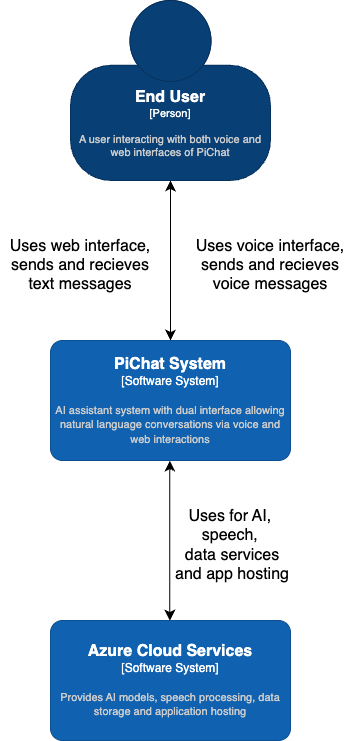 End User
[Person]
A user interacting with both voice and
web interfaces of PiChat
Uses web interface,
sends and recieves
text messages
Uses voice interface,
sends and recieves
voice messages
PiChat System
[Software System]
AI assistant system with dual interface allowing
natural language conversations via voice and
web interactions
Uses for AI,
speech,
data services
and app hosting
Azure Cloud Services
[Software System]
Provides AI models, speech processing, data
storage and application hosting